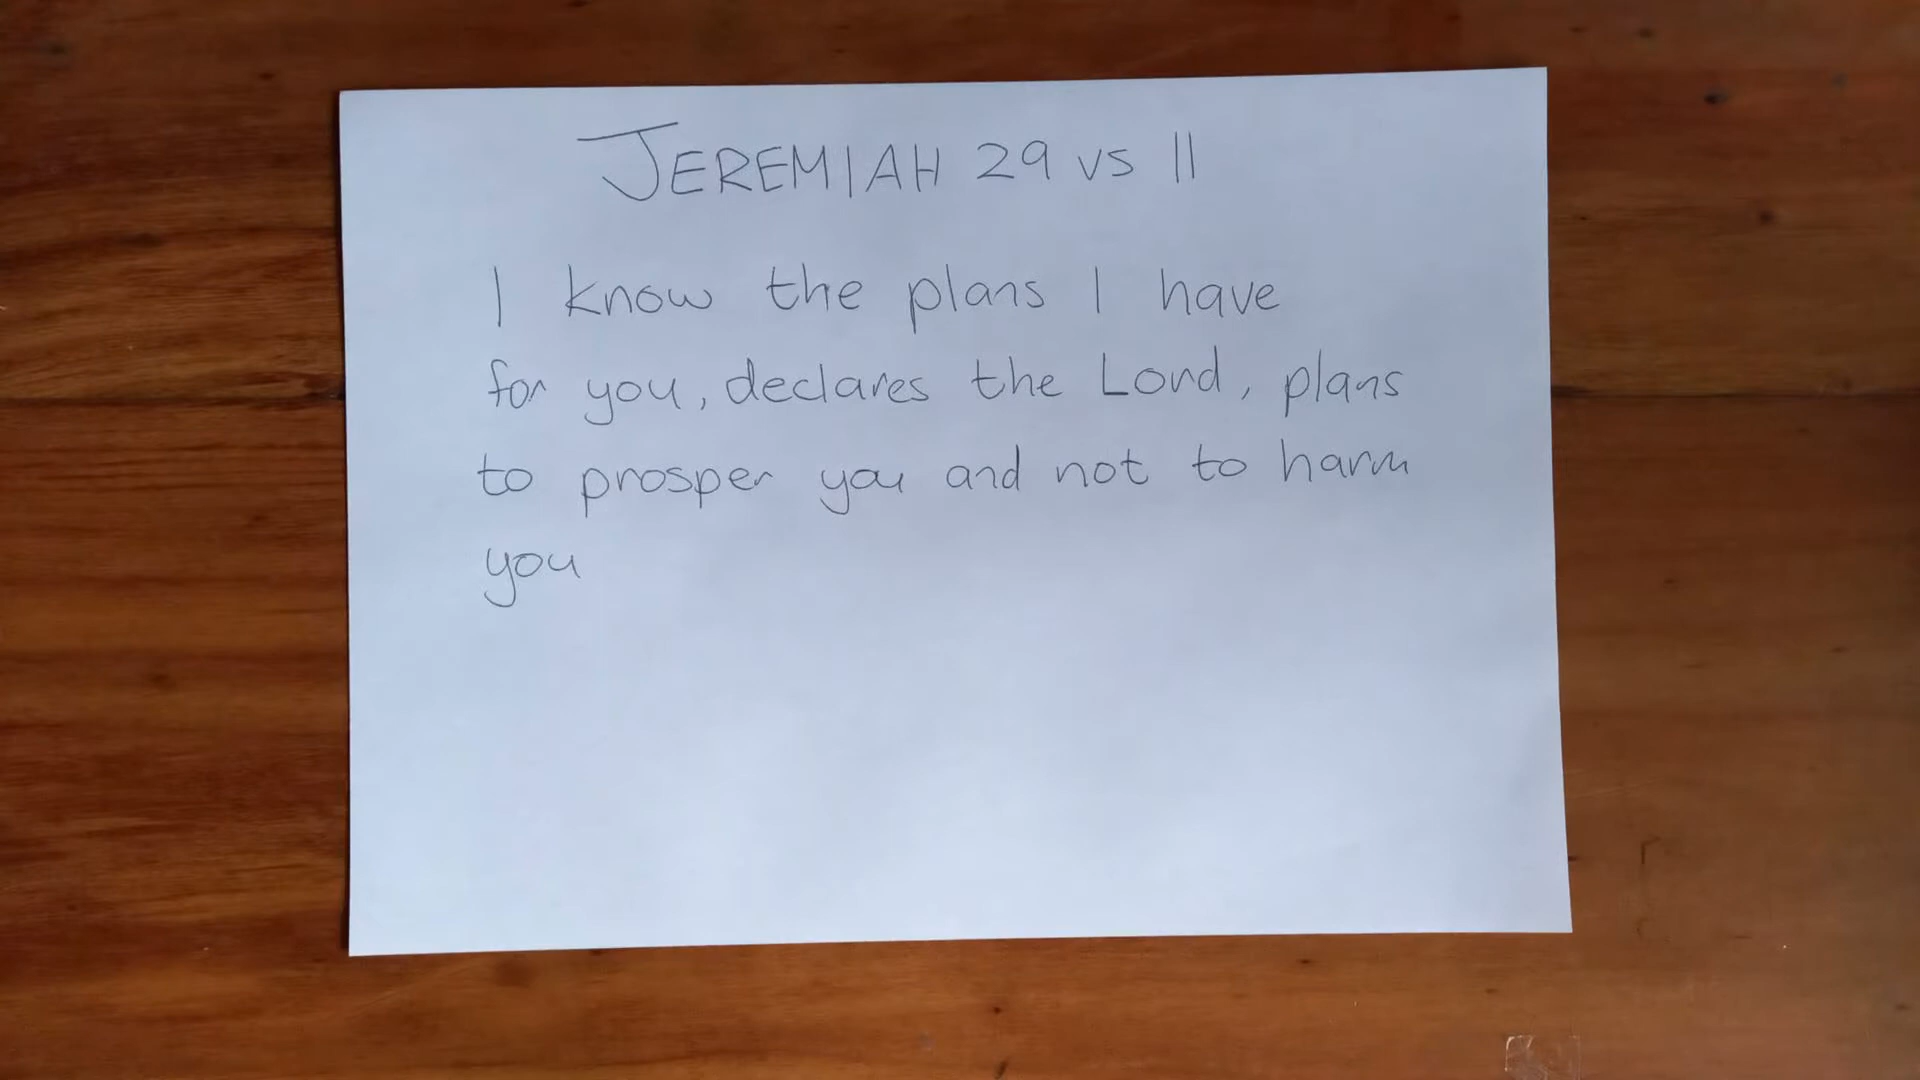 JEREMIAH 29 vs 11
I know the plans I have
for you, declares the Lord, plans
to prosper you and not to harm
you